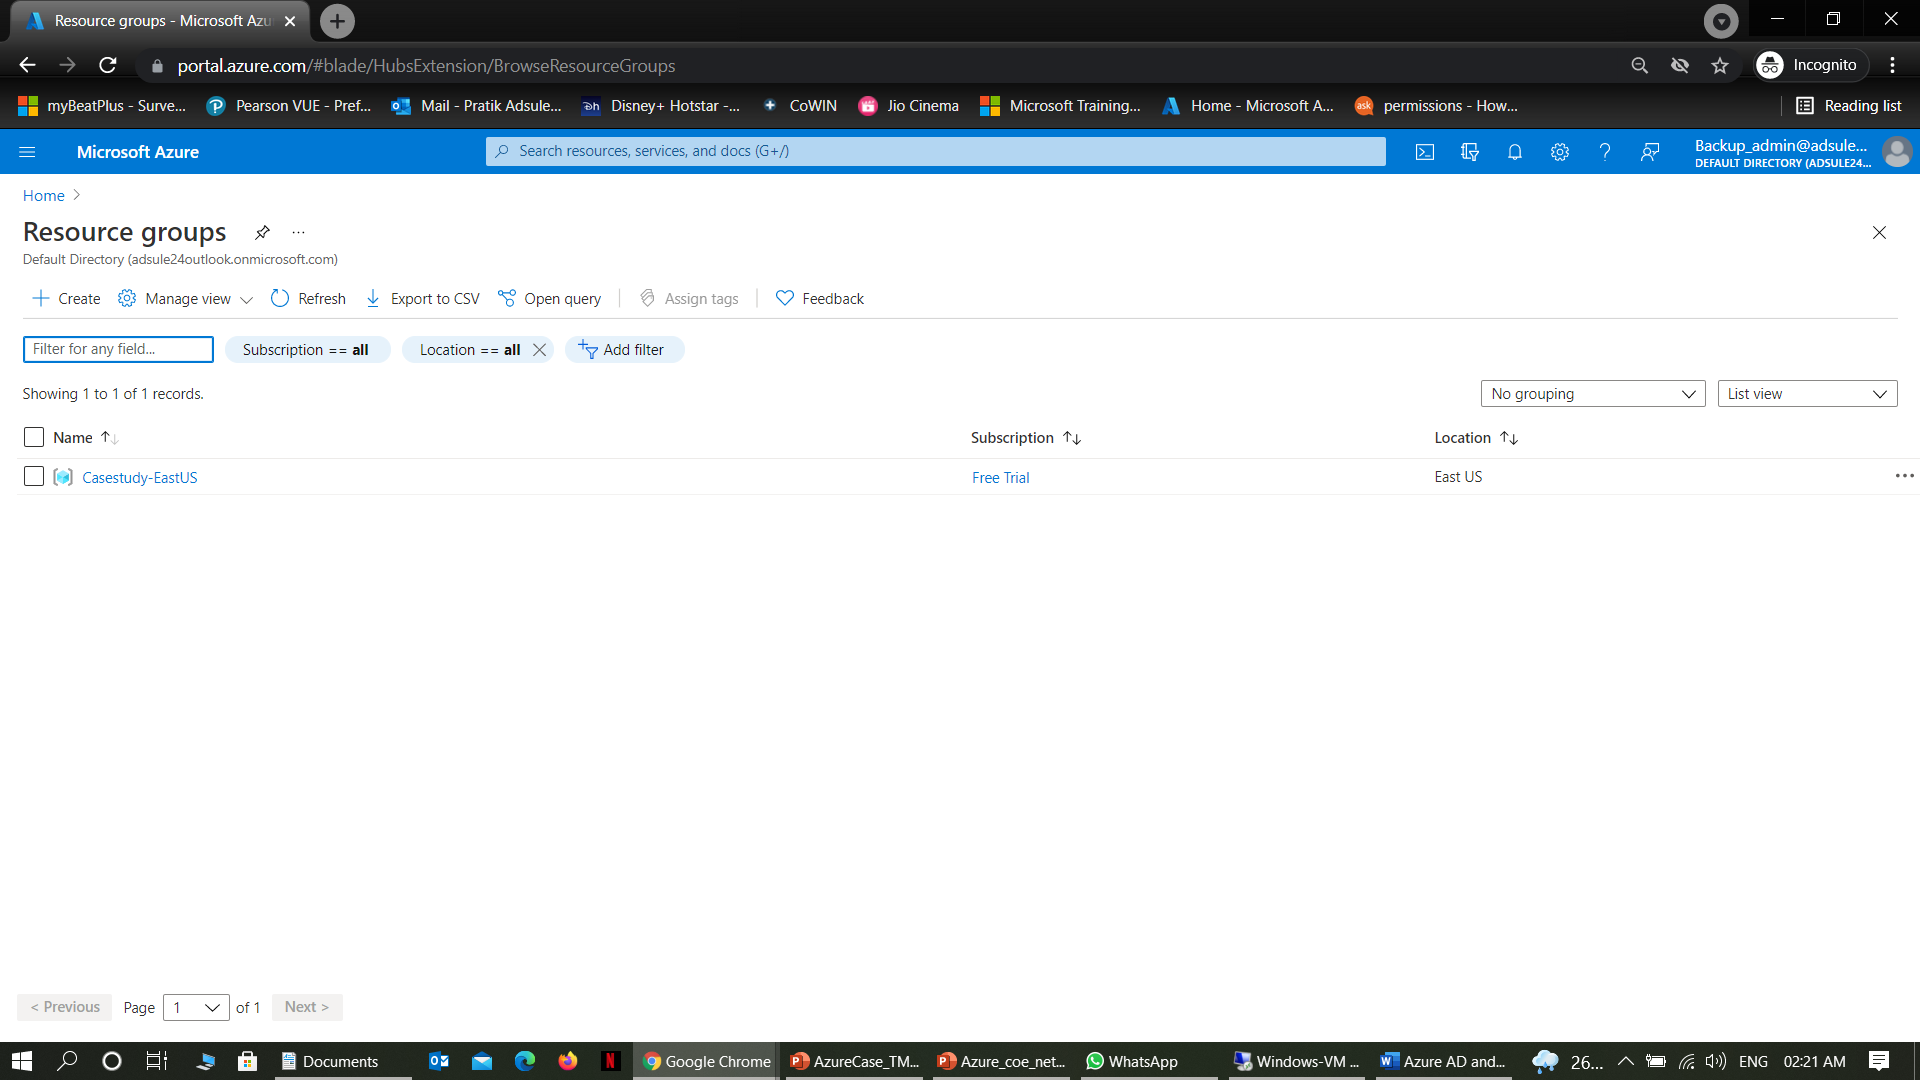 Resource groups - Microsoft Azu
portal.azure.com/#blade/HubsExtension/BrowseResourceGroups
Incognito
myBeatPlus - Surve... Pearson VUE - Pref... Mail - Pratik Adsule... Disney+ Hotstar -... CoWIN Jio Cinema Microsoft Training... Home - Microsoft A... permissions - How... Reading list
Microsoft Azure
Search resources, services, and docs (G+/)
Backup_admin@adsule...
DEFAULT DIRECTORY (ADSULE24...
Home
Resource groups
Default Directory (adsule24outlook.onmicrosoft.com)
Create Manage view Refresh Export to CSV Open query Assign tags Feedback
Filter for any field... Subscription == all Location == all Add filter
Showing 1 to 1 of 1 records. No grouping List view
Name Subscription Location
Casestudy-EastUS Free Trial East US
< Previous Page 1 of 1 Next >
Documents Google Chrome AzureCase_TM... Azure_coe_net... WhatsApp Windows-VM ... Azure AD and... 26... ENG 02:21 AM